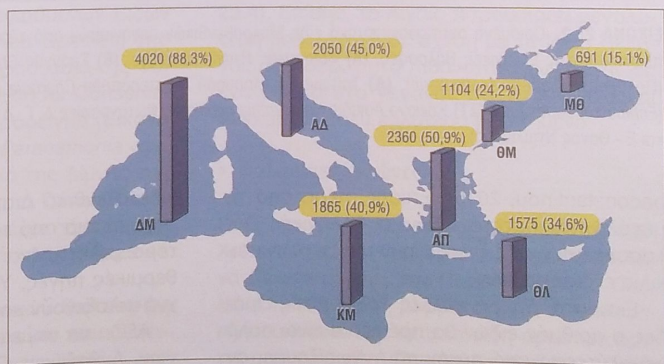 4020 (88,3%)
ΔΜ
2050 (45,0%)
ΑΔ
691 (15,1%)
ΜΘ
1104 (24,2%)
ΘΜ
2360 (50,9%)
ΑΠ
1865 (40,9%)
ΚΜ
1575 (34,6%)
ΘΛ